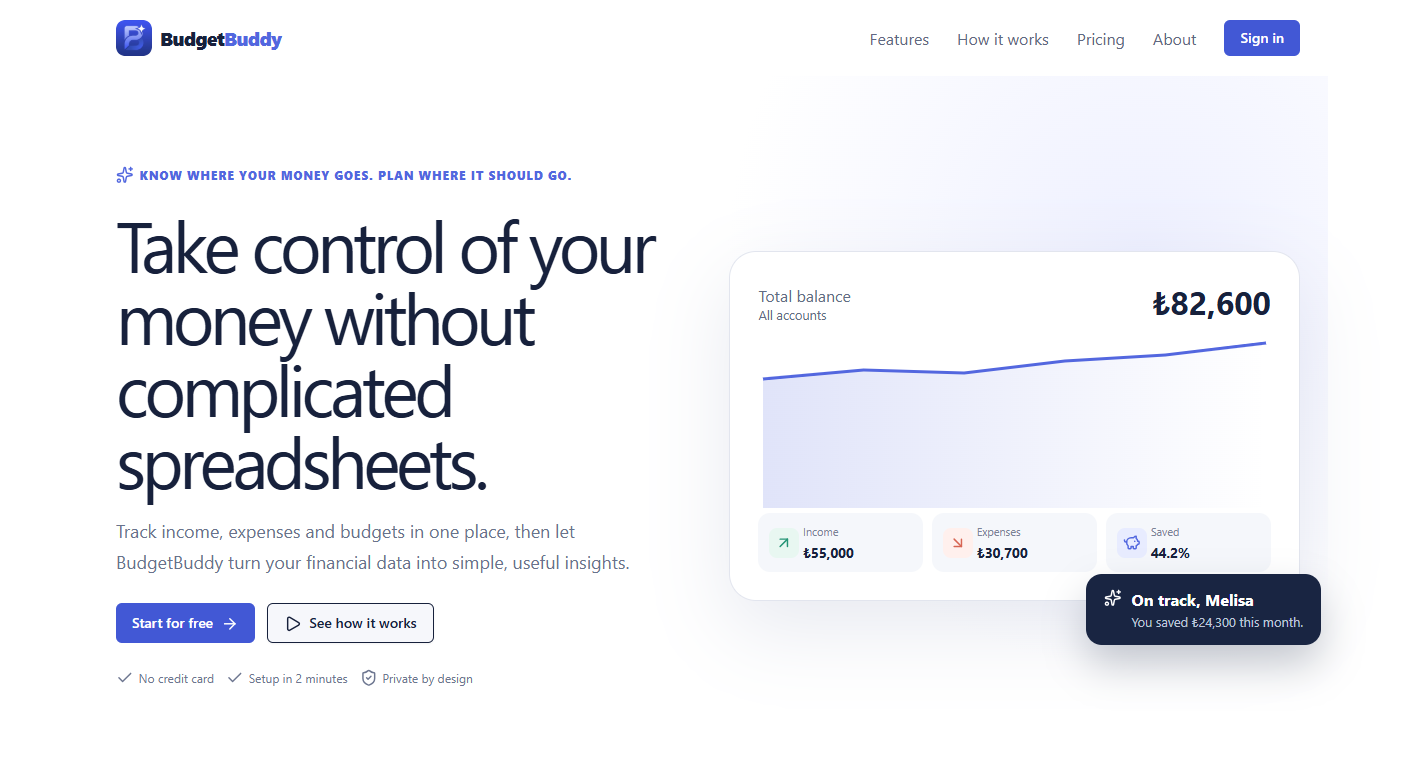 BudgetBuddy
Features
How it works
Pricing
About
Sign in
KNOW WHERE YOUR MONEY GOES. PLAN WHERE IT SHOULD GO.
Take control of your
money without
complicated
spreadsheets.
Track income, expenses and budgets in one place, then let
BudgetBuddy turn your financial data into simple, useful insights.
Start for free
See how it works
No credit card
Setup in 2 minutes
Private by design
Total balance
All accounts
₺82,600
Income
₺55,000
Expenses
₺30,700
Saved
44.2%
On track, Melisa
You saved ₺24,300 this month.